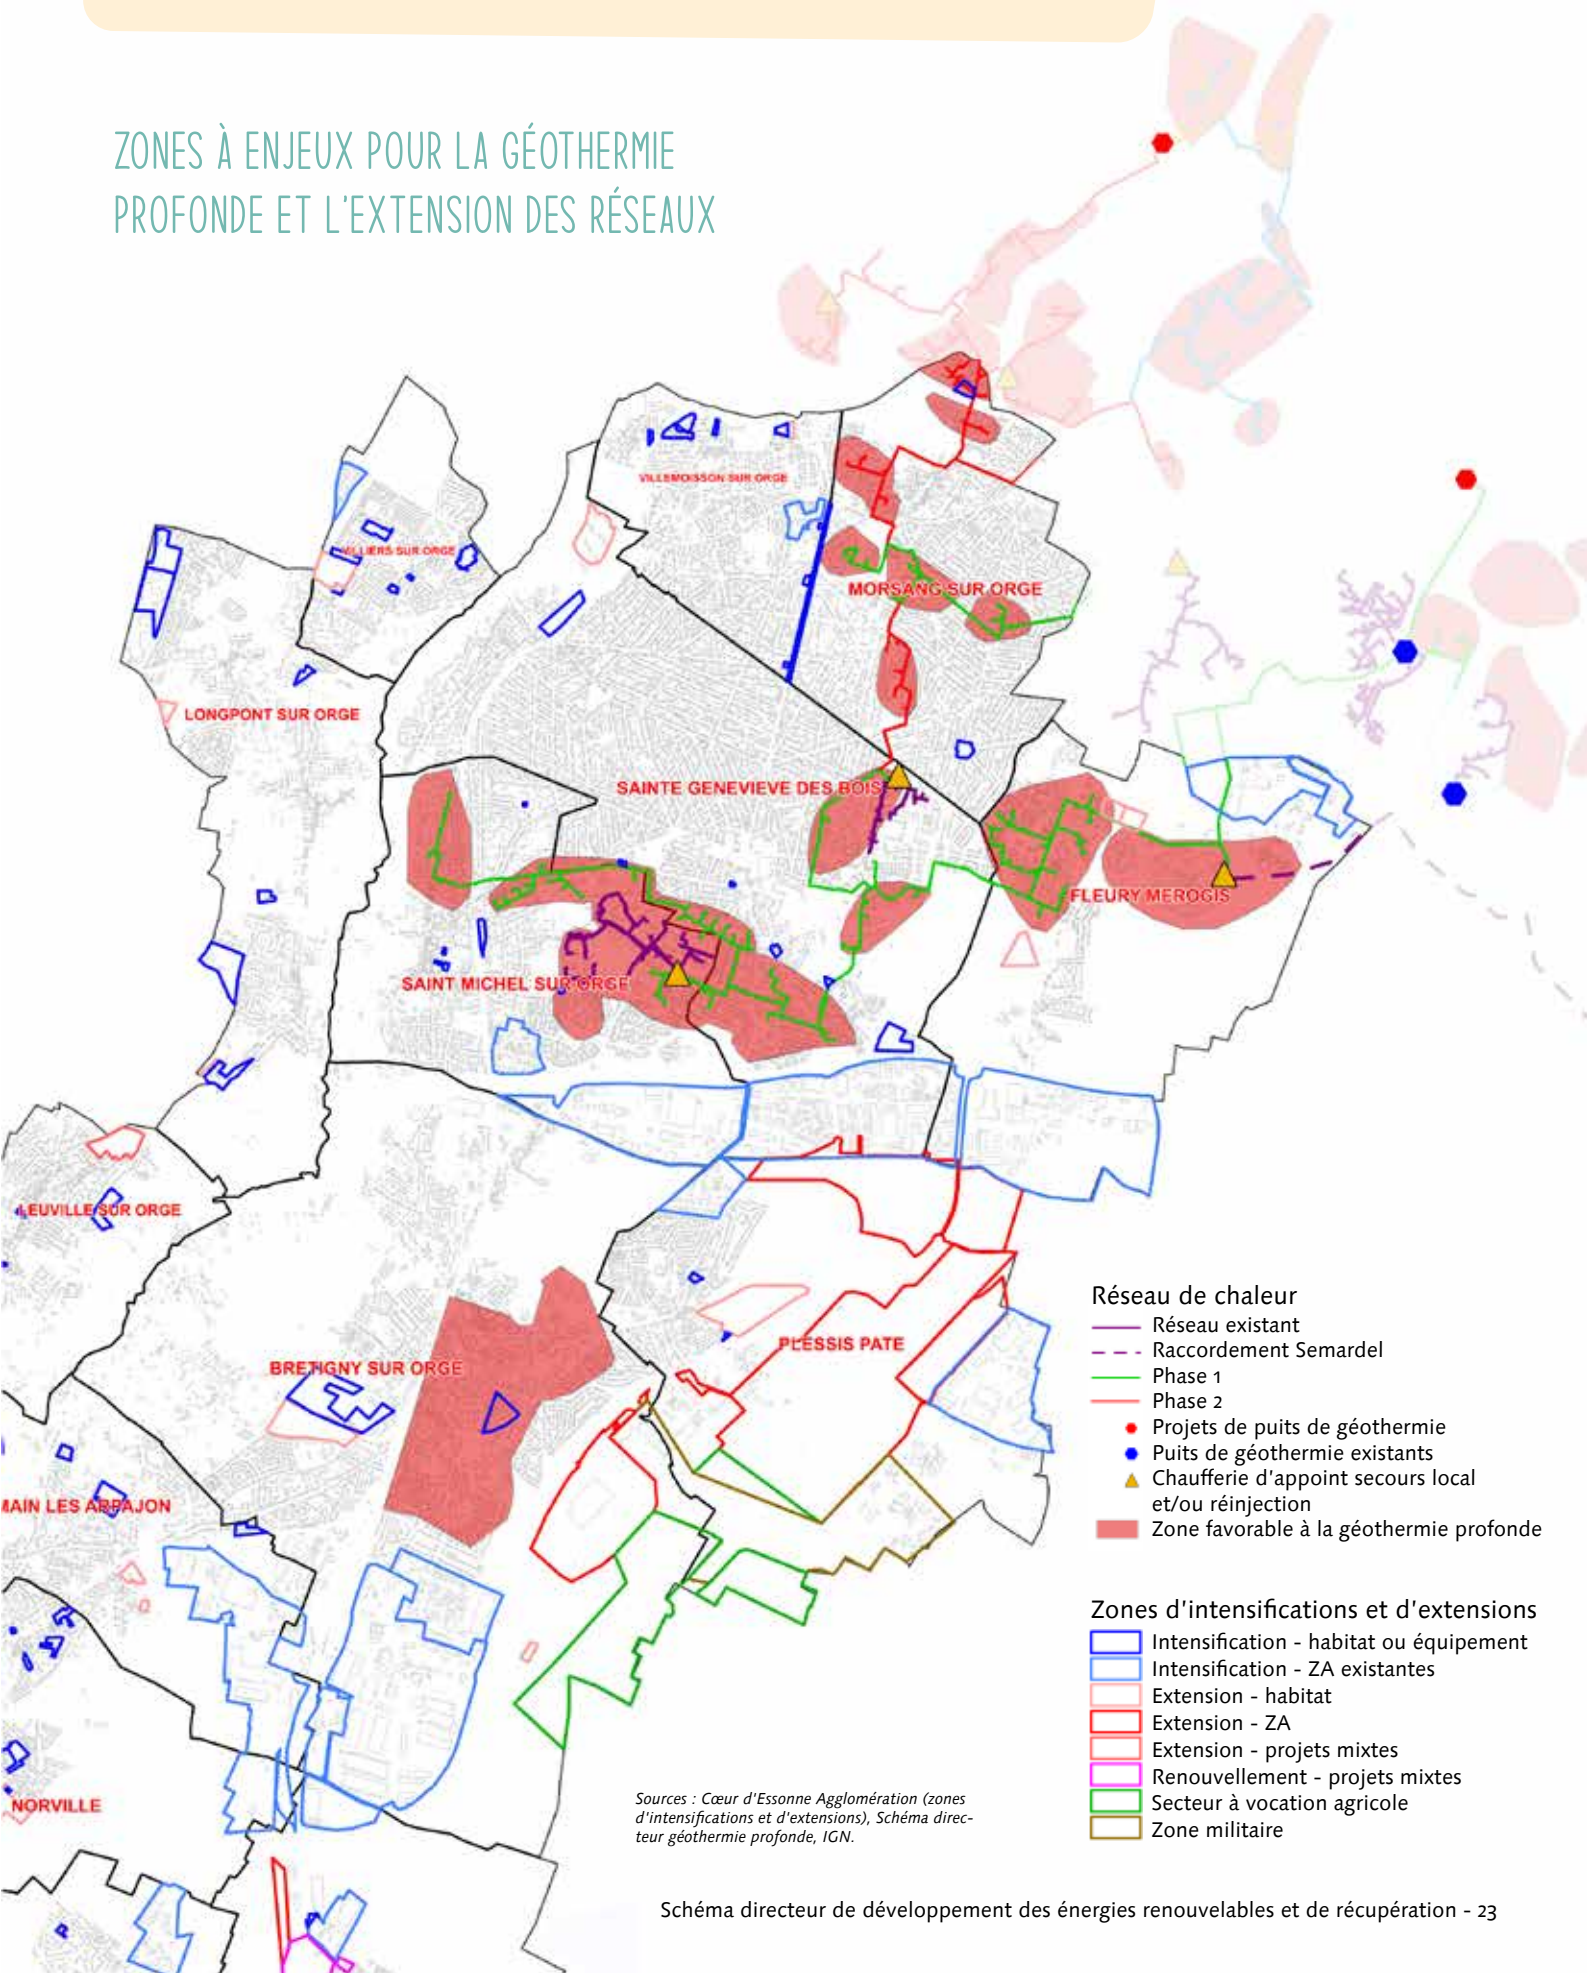 ZONES À ENJEUX POUR LA GÉOTHERMIE
PROFONDE ET L'EXTENSION DES RÉSEAUX
VILLEMOISSON SUR ORGE
VILLIERS SUR ORGE
MORSANG SUR ORGE
LONGPONT SUR ORGE
SAINTE GENEVIEVE DES BOIS
FLEURY MEROGIS
SAINT MICHEL SUR ORGE
LEUVILLE SUR ORGE
PLESSIS PATE
BRETIGNY SUR ORGE
MAIN LES ARPAJON
NORVILLE
Réseau de chaleur
Réseau existant
Raccordement Semardel
Phase 1
Phase 2
Projets de puits de géothermie
Puits de géothermie existants
Chaufferie d'appoint secours local
et/ou réinjection
Zone favorable à la géothermie profonde
Zones d'intensifications et d'extensions
Intensification - habitat ou équipement
Intensification - ZA existantes
Extension - habitat
Extension - ZA
Extension - projets mixtes
Renouvellement - projets mixtes
Secteur à vocation agricole
Zone militaire
Sources : Cœur d'Essonne Agglomération (zones
d'intensifications et d'extensions), Schéma direc-
teur géothermie profonde, IGN.
Schéma directeur de développement des énergies renouvelables et de récupération - 23